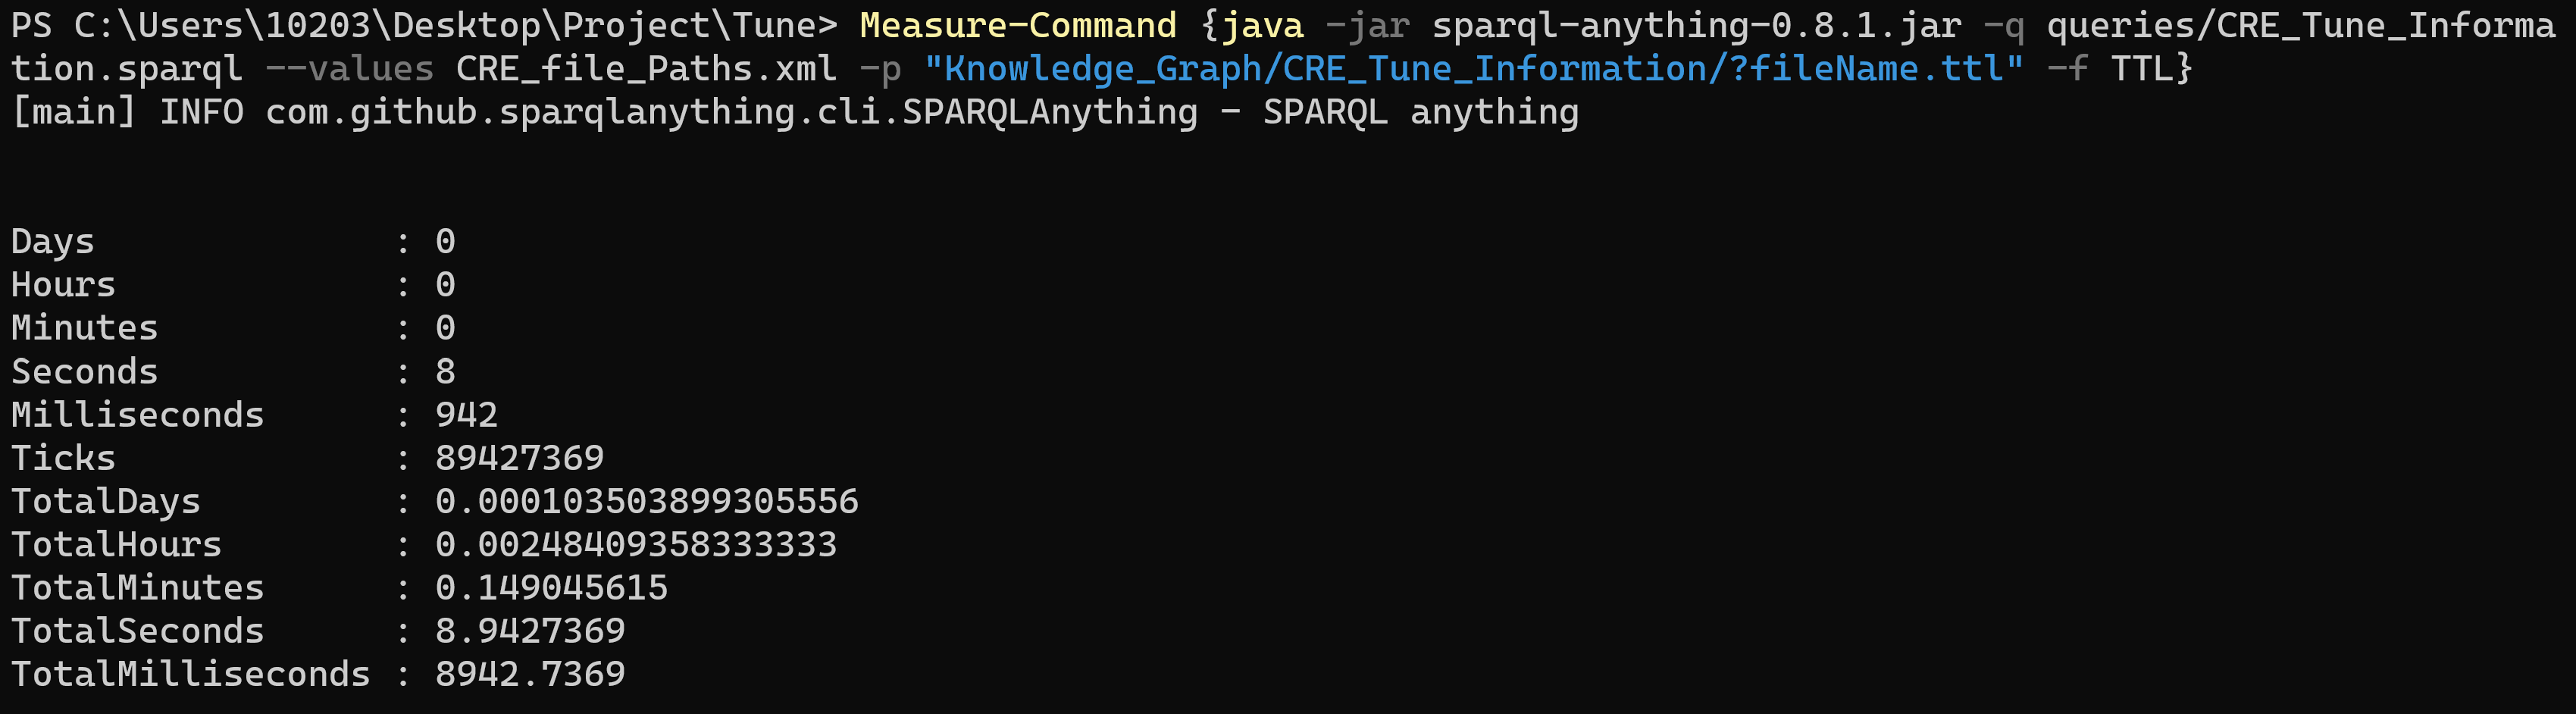 PS C:\Users\10203\Desktop\Project\Tune> Measure-Command {java -jar sparql-anything-0.8.1.jar -q queries/CRE_Tune_Informa
tion.sparql --values CRE_file_Paths.xml -p "Knowledge_Graph/CRE_Tune_Information/?fileName.ttl" -f TTL}
[main] INFO com.github.sparqlanything.cli.SPARQLAnything - SPARQL anything
Days              : 0
Hours             : 0
Minutes           : 0
Seconds           : 8
Milliseconds      : 942
Ticks             : 89427369
TotalDays         : 0.000103503899305556
TotalHours        : 0.00248409358333333
TotalMinutes      : 0.149045615
TotalSeconds      : 8.9427369
TotalMilliseconds : 8942.7369